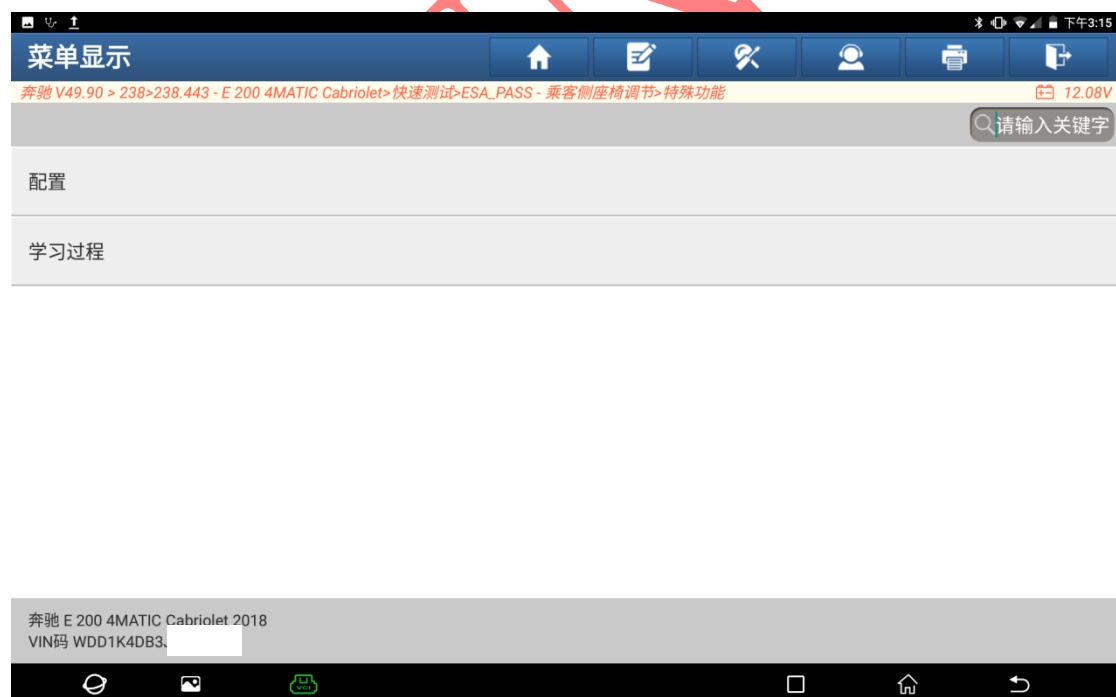 下午3:15
菜单显示
奔驰 V49.90 > 238>238.443 - E 200 4MATIC Cabriolet>快速测试>ESA_PASS - 乘客侧座椅调节>特殊功能 12.08V
请输入关键字
配置
学习过程
奔驰 E 200 4MATIC Cabriolet 2018
VIN码 WDD1K4DB3J
VCI